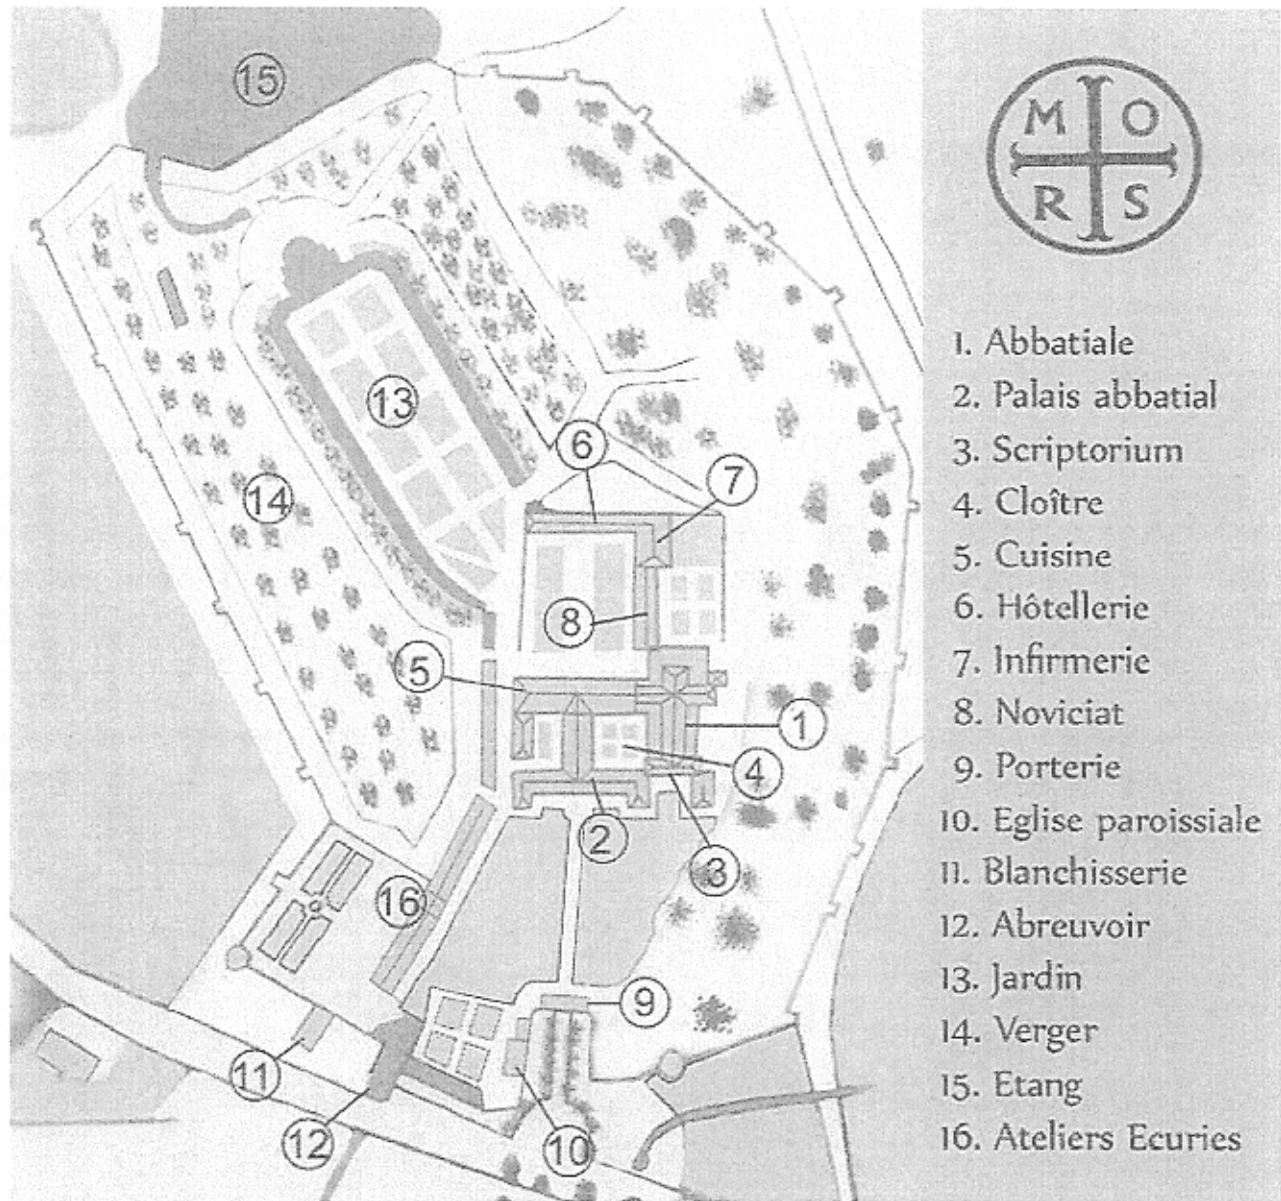 M O
R S
1. Abbatiale
2. Palais abbatial
3. Scriptorium
4. Cloître
5. Cuisine
6. Hôtellerie
7. Infirmerie
8. Noviciat
9. Porterie
10. Eglise paroissiale
11. Blanchisserie
12. Abreuvoir
13. Jardin
14. Verger
15. Etang
16. Ateliers Ecuries
15
13
6
7
14
8
5
1
4
2
3
16
9
11
12
10